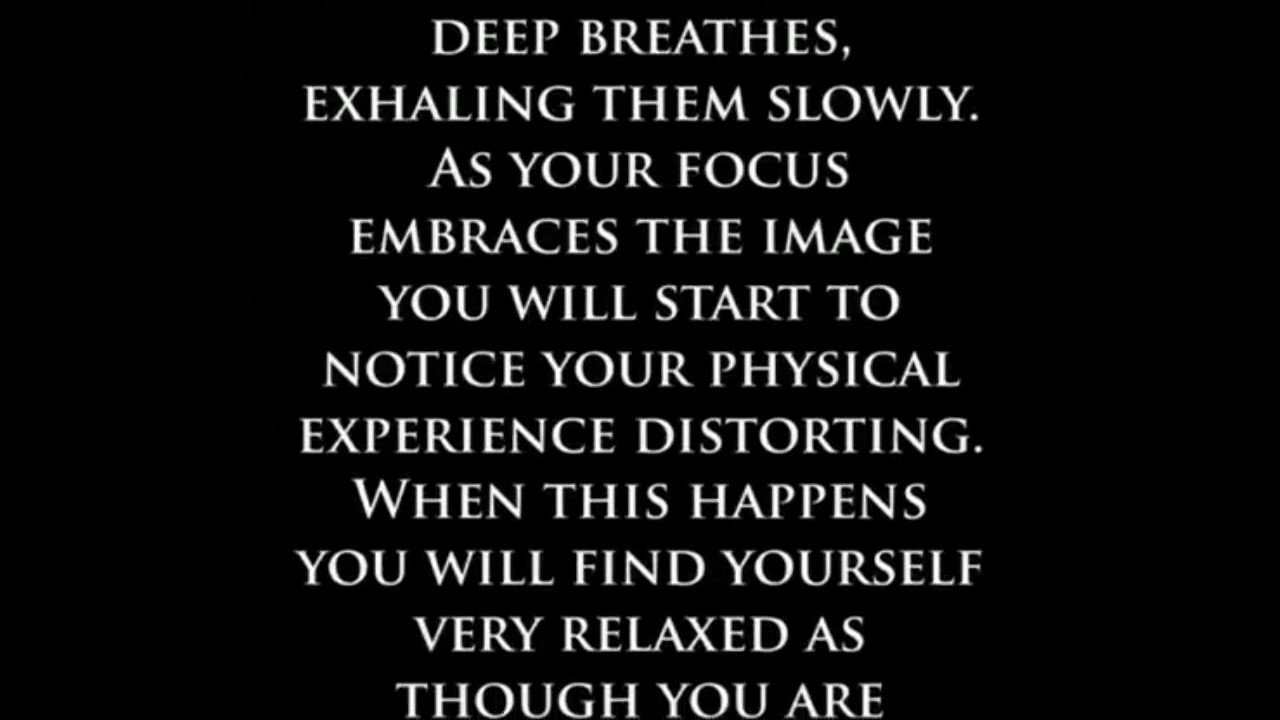 DEEP BREATHES,
EXHALING THEM SLOWLY.
AS YOUR FOCUS
EMBRACES THE IMAGE
YOU WILL START TO
NOTICE YOUR PHYSICAL
EXPERIENCE DISTORTING.
WHEN THIS HAPPENS
YOU WILL FIND YOURSELF
VERY RELAXED AS
THOUGH YOU ARE